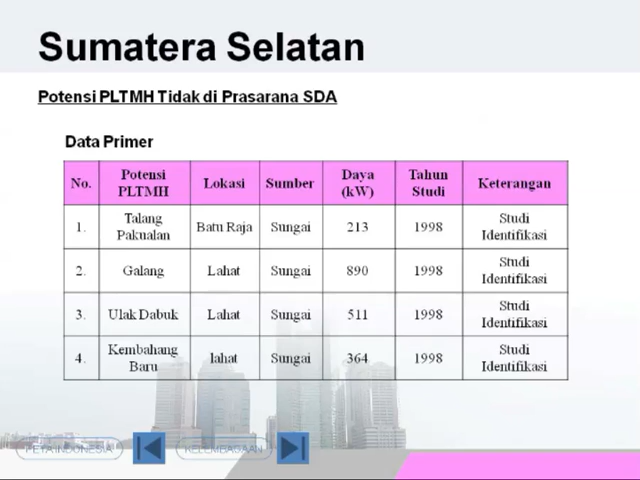 Sumatera Selatan
Potensi PLTMH Tidak di Prasarana SDA
Data Primer
No. Potensi PLTMH Lokasi Sumber Daya (kW) Tahun Studi Keterangan
1. Talang Pakualan Batu Raja Sungai 213 1998 Studi Identifikasi
2. Galang Lahat Sungai 890 1998 Studi Identifikasi
3. Ulak Dabuk Lahat Sungai 511 1998 Studi Identifikasi
4. Kembahang Baru lahat Sungai 364 1998 Studi Identifikasi
PETA INDONESIA KELEMBAGAAN